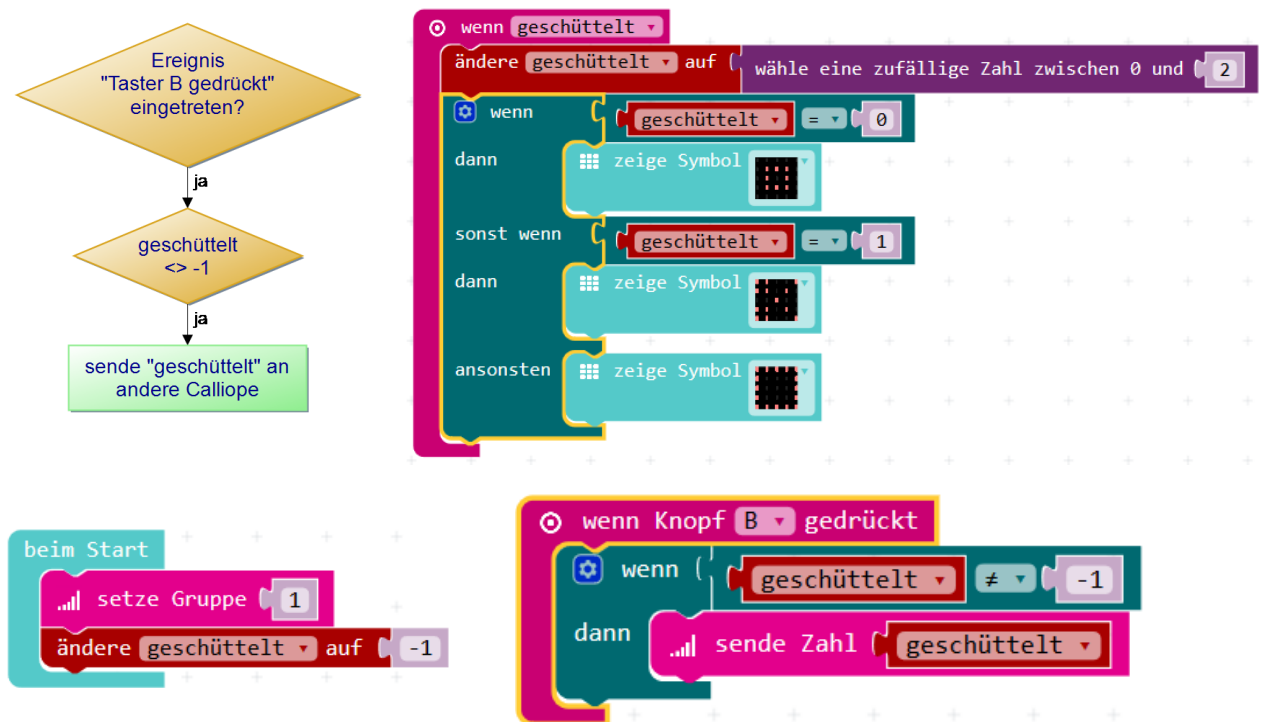 Ereignis
"Taster B gedrückt"
eingetreten?
ja
geschüttelt
<> -1
ja
sende "geschüttelt" an
andere Calliope
wenn geschüttelt
ändere geschüttelt auf wähle eine zufällige Zahl zwischen 0 und 2
wenn geschüttelt = 0
dann zeige Symbol
sonst wenn geschüttelt = 1
dann zeige Symbol
ansonsten zeige Symbol
beim Start
setze Gruppe 1
ändere geschüttelt auf -1
wenn Knopf B gedrückt
wenn geschüttelt ≠ -1
dann sende Zahl geschüttelt